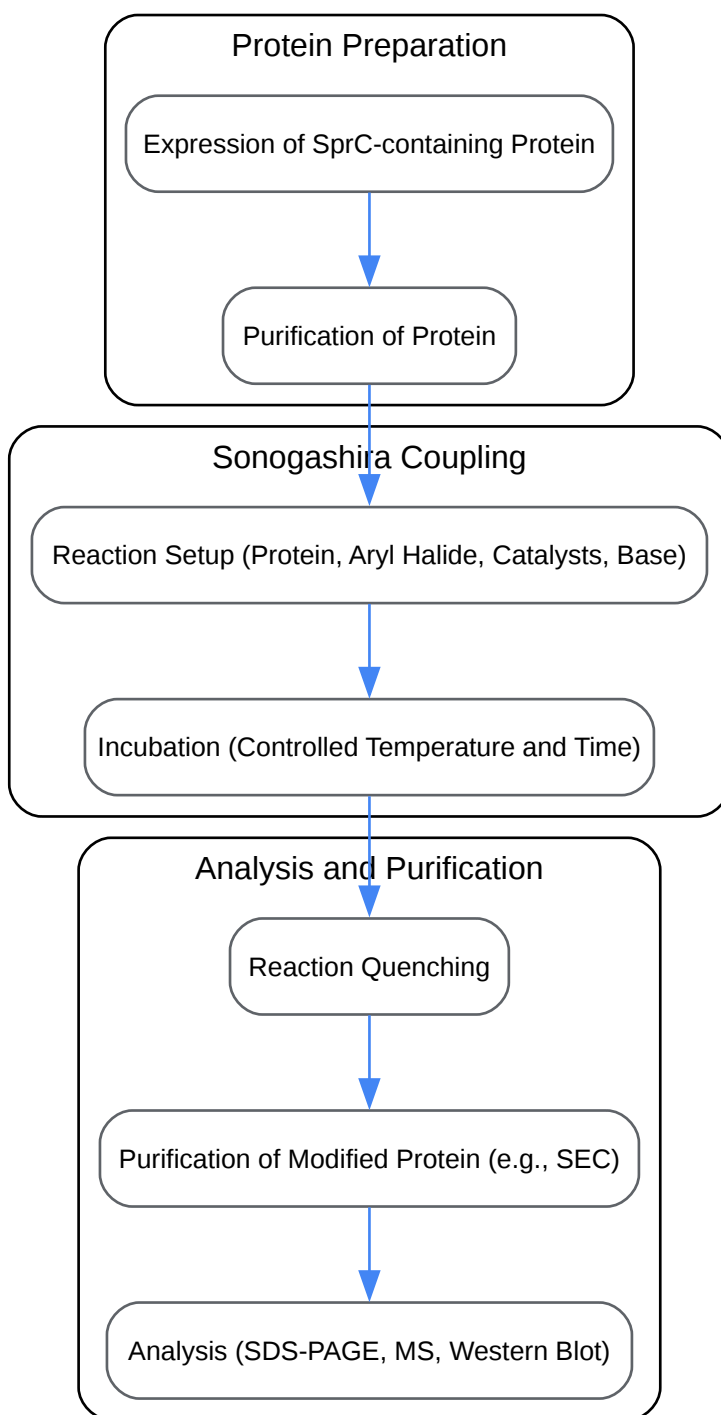 Protein Preparation
Expression of SprC-containing Protein
Purification of Protein
Sonogashira Coupling
Reaction Setup (Protein, Aryl Halide, Catalysts, Base)
Incubation (Controlled Temperature and Time)
Analysis and Purification
Reaction Quenching
Purification of Modified Protein (e.g., SEC)
Analysis (SDS-PAGE, MS, Western Blot)